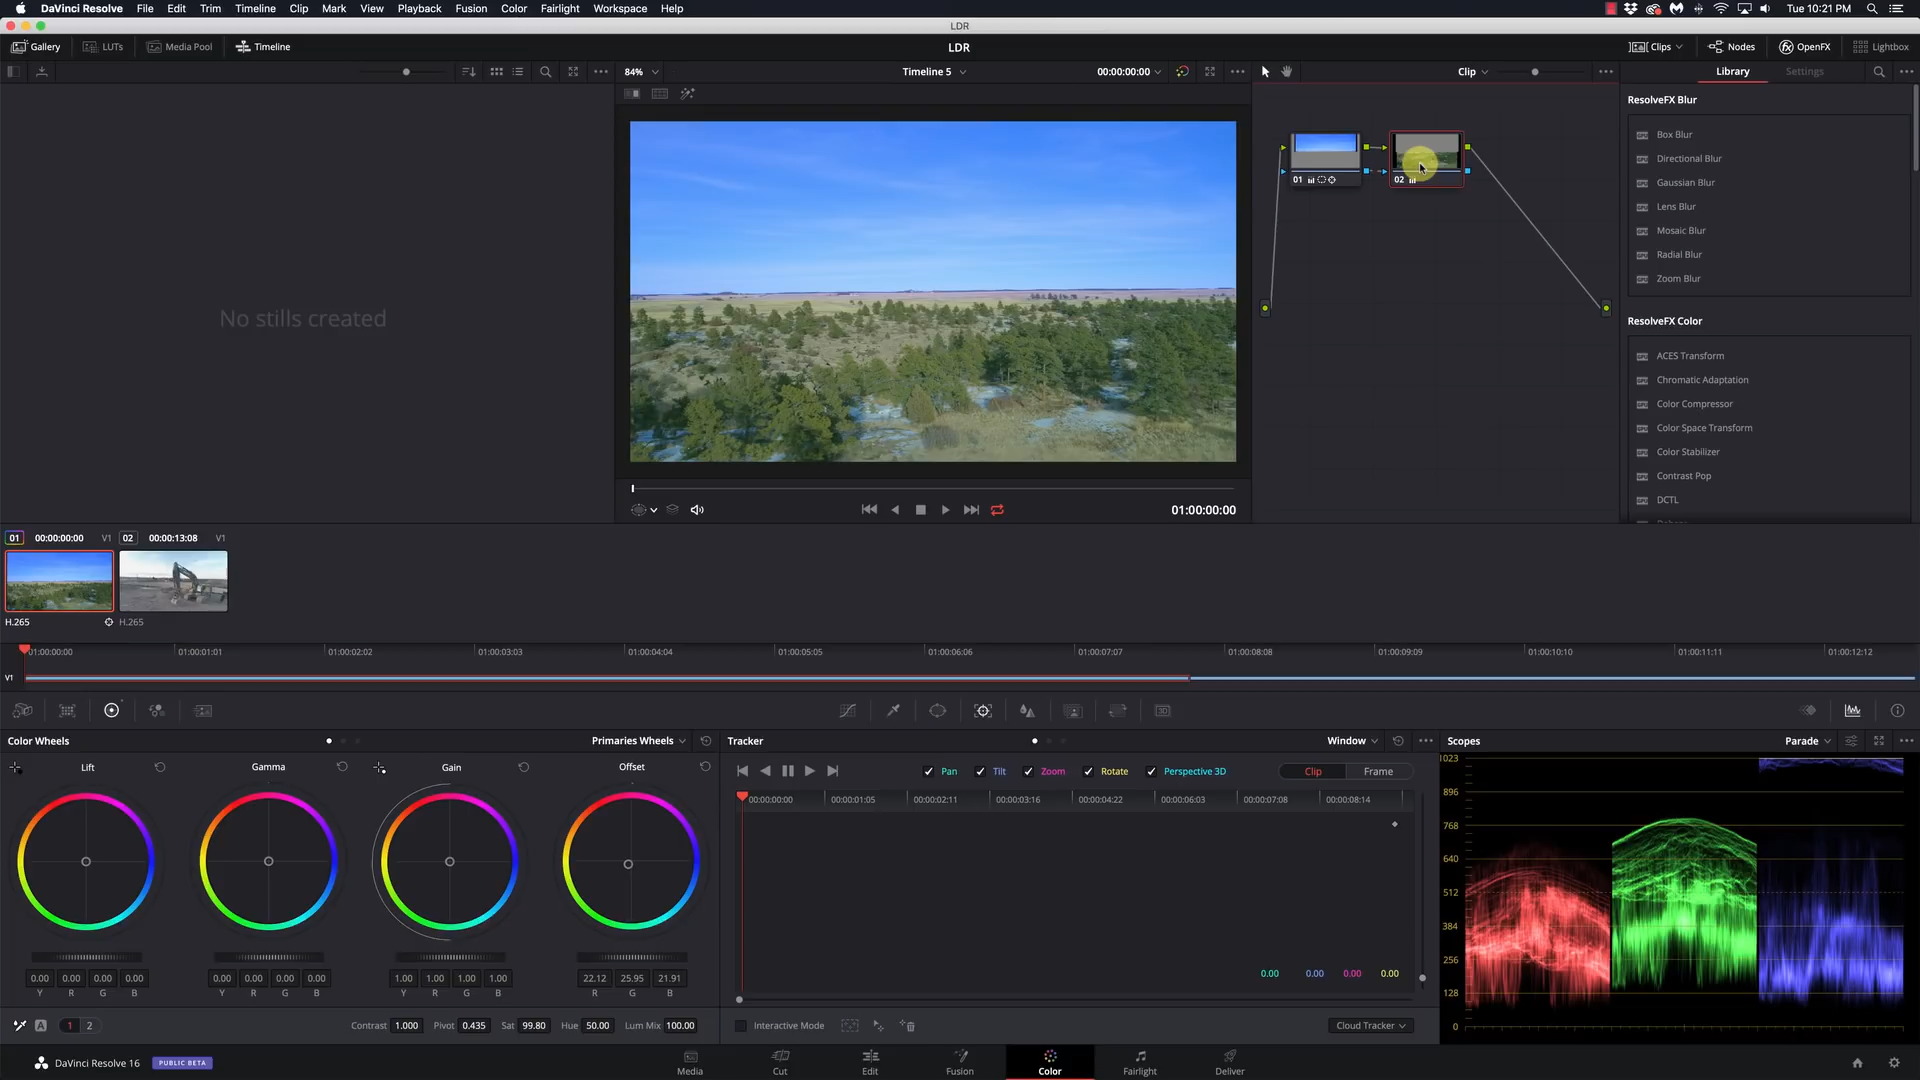 DaVinci Resolve File Edit Trim Timeline Clip Mark View Playback Fusion Color Fairlight Workspace Help Tue 10:21 PM
LDR
Gallery LUTs Media Pool Timeline LDR Clips Nodes OpenFX Lightbox
84% Timeline 5 00:00:00:00 Clip Library Settings
ResolveFX Blur
Box Blur
Directional Blur
Gaussian Blur
Lens Blur
Mosaic Blur
Radial Blur
Zoom Blur
01 02
No stills created
ResolveFX Color
ACES Transform
Chromatic Adaptation
Color Compressor
Color Space Transform
Color Stabilizer
Contrast Pop
DCTL
01:00:00:00
01 00:00:00:00 V1 02 00:00:13:08 V1
H.265 H.265
01:00:00:00 01:00:01:01 01:00:02:02 01:00:03:03 01:00:04:04 01:00:05:05 01:00:06:06 01:00:07:07 01:00:08:08 01:00:09:09 01:00:10:10 01:00:11:11 01:00:12:12
V1
3D
Color Wheels Primaries Wheels Tracker Window Scopes Parade
Lift Gamma Gain Offset
Pan Tilt Zoom Rotate Perspective 3D Clip Frame
00:00:00:00 00:00:01:05 00:00:02:11 00:00:03:16 00:00:04:22 00:00:06:03 00:00:07:08 00:00:08:14
1023
896
768
640
512
384
256
128
0
0.00 0.00 0.00 0.00
0.00 0.00 0.00 0.00 0.00 0.00 0.00 0.00 1.00 1.00 1.00 1.00 22.12 25.95 21.91
Y R G B Y R G B Y R G B R G B
A 1 2 Contrast 1.000 Pivot 0.435 Sat 99.80 Hue 50.00 Lum Mix 100.00 Interactive Mode Cloud Tracker
DaVinci Resolve 16 PUBLIC BETA Media Cut Edit Fusion Color Fairlight Deliver